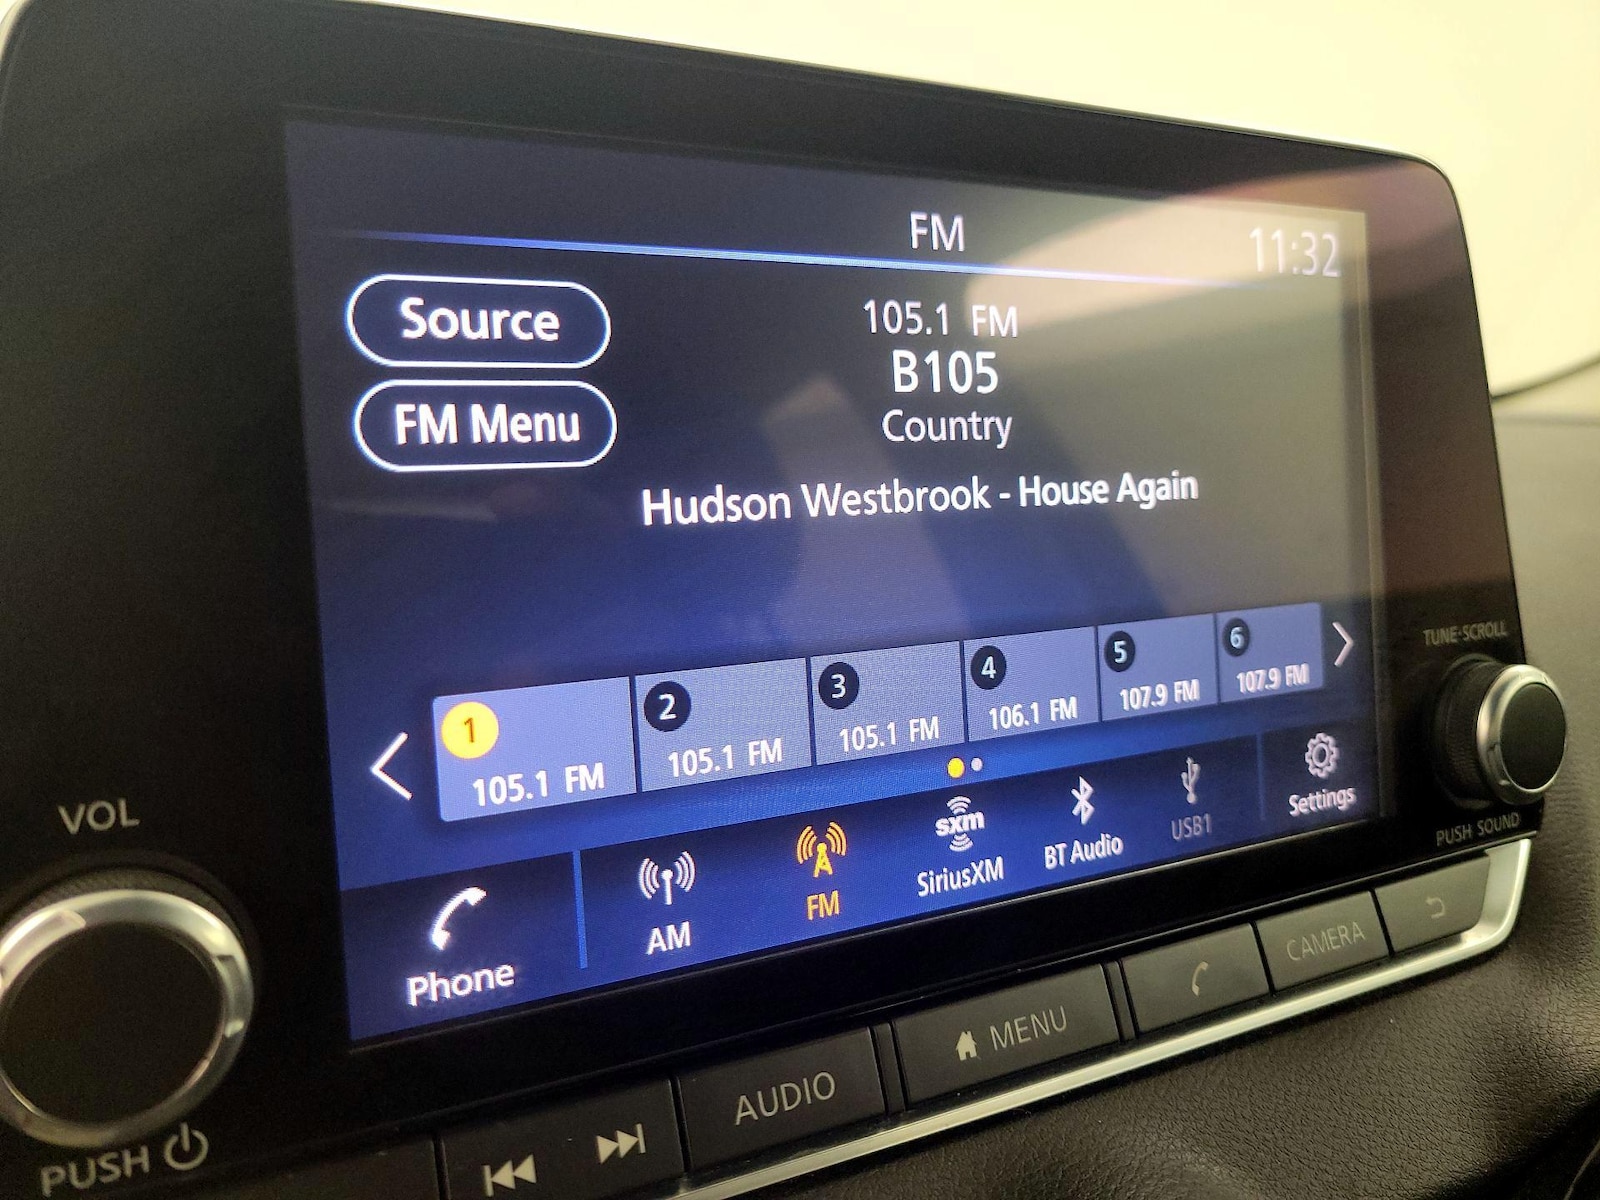 FM
11:32
Source
105.1 FM
B105
FM Menu
Country
Hudson Westbrook - House Again
1
105.1 FM
2
105.1 FM
3
105.1 FM
4
106.1 FM
5
107.9 FM
6
107.9 FM
Phone
AM
FM
sxm
SiriusXM
BT Audio
USB1
Settings
VOL
PUSH
TUNE·SCROLL
PUSH SOUND
AUDIO
MENU
CAMERA